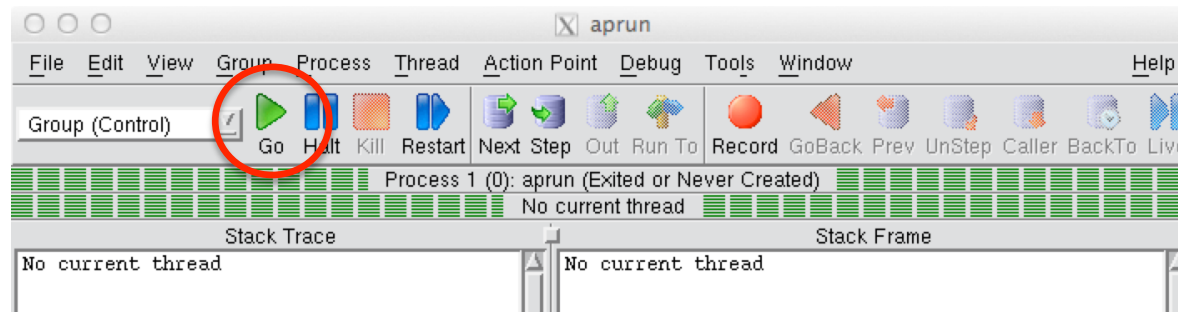 aprun
File Edit View Group Process Thread Action Point Debug Tools Window Help
Group (Control)
Go Halt Kill Restart Next Step Out Run To Record GoBack Prev UnStep Caller BackTo Live
Process 1 (0): aprun (Exited or Never Created)
No current thread
Stack Trace Stack Frame
No current thread No current thread